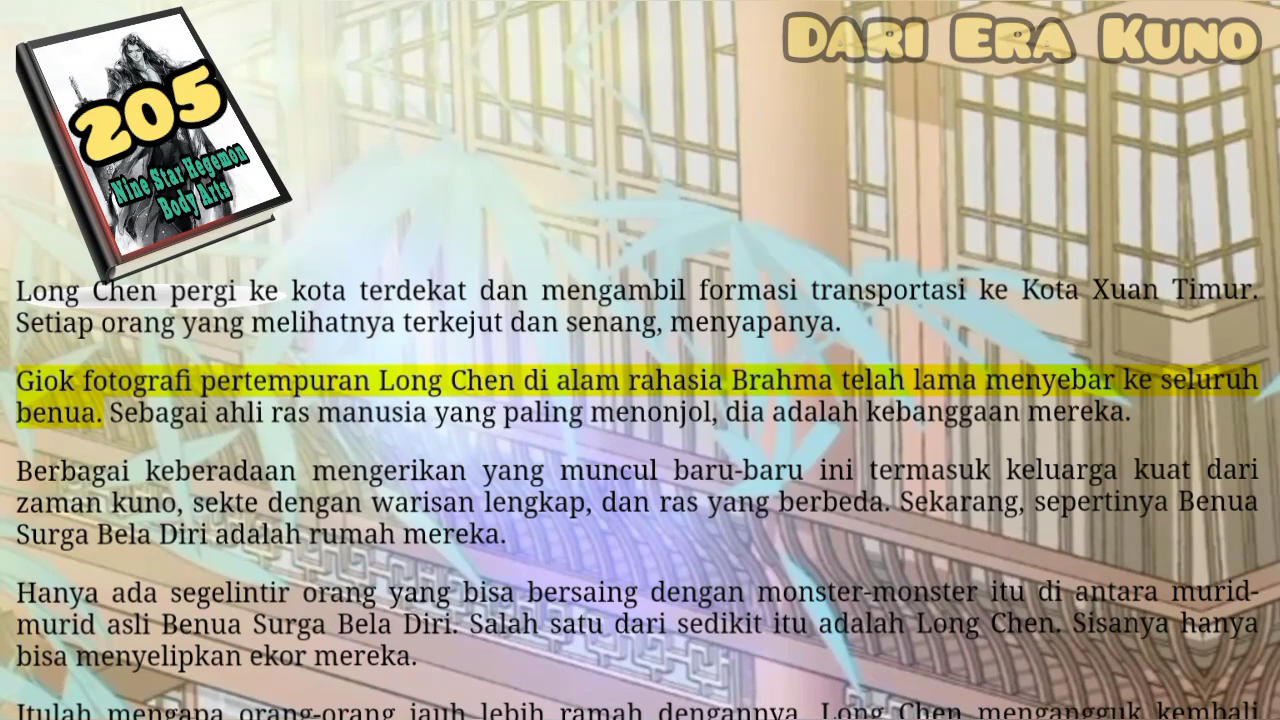 Dari Era Kuno
205
Nine Star Hegemon
Body Arts
Long Chen pergi ke kota terdekat dan mengambil formasi transportasi ke Kota Xuan Timur.
Setiap orang yang melihatnya terkejut dan senang, menyapanya.
Giok fotografi pertempuran Long Chen di alam rahasia Brahma telah lama menyebar ke seluruh
benua. Sebagai ahli ras manusia yang paling menonjol, dia adalah kebanggaan mereka.
Berbagai keberadaan mengerikan yang muncul baru-baru ini termasuk keluarga kuat dari
zaman kuno, sekte dengan warisan lengkap, dan ras yang berbeda. Sekarang, sepertinya Benua
Surga Bela Diri adalah rumah mereka.
Hanya ada segelintir orang yang bisa bersaing dengan monster-monster itu di antara murid-
murid asli Benua Surga Bela Diri. Salah satu dari sedikit itu adalah Long Chen. Sisanya hanya
bisa menyelipkan ekor mereka.
Itulah mengapa orang-orang jauh lebih ramah dengannya. Long Chen mengangguk kembali